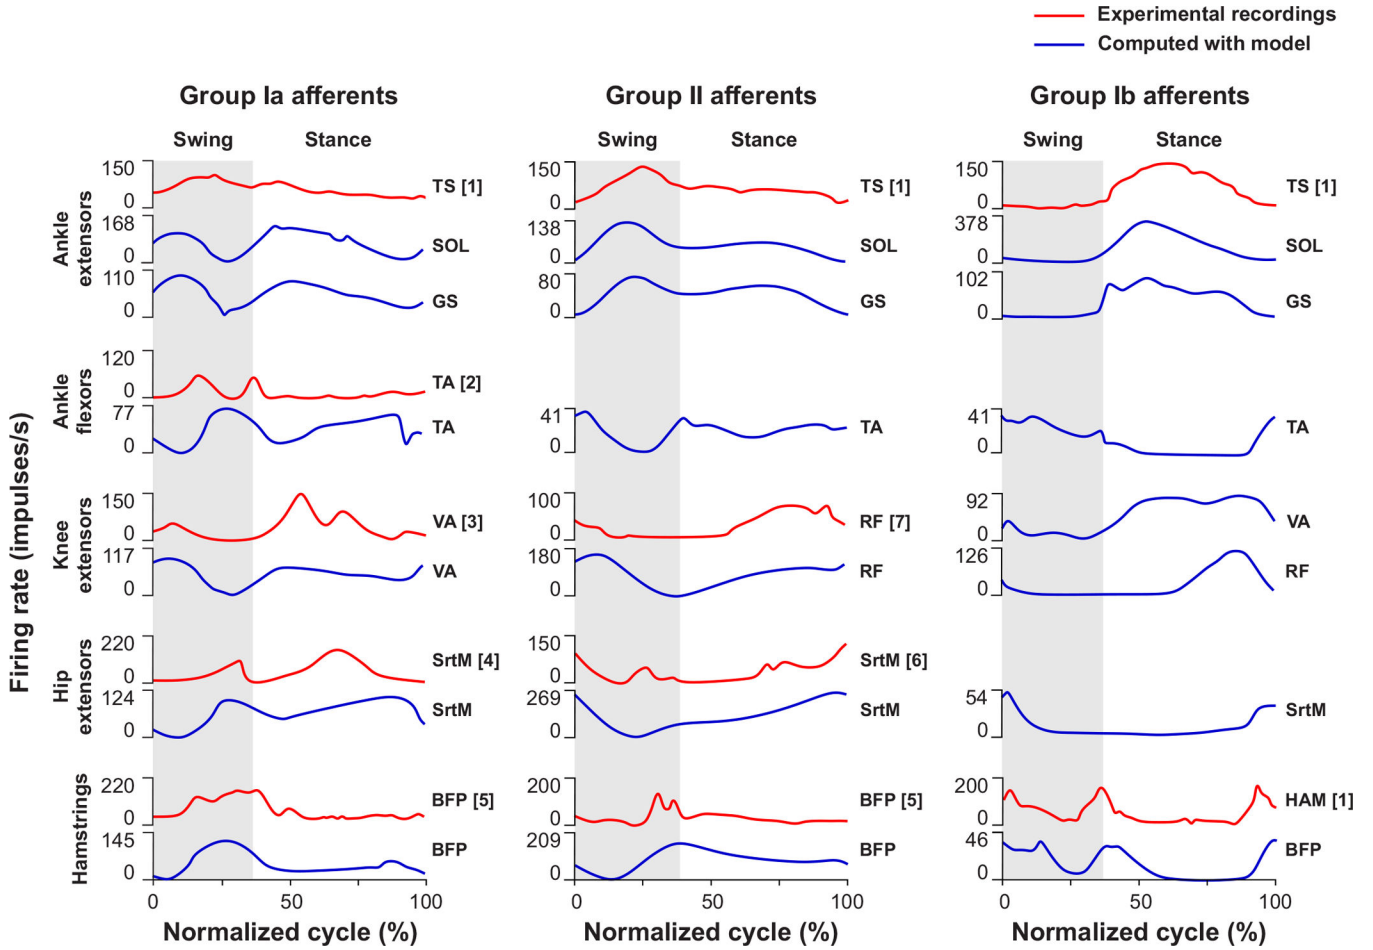 Experimental recordings
Computed with model
Group Ia afferents
Group II afferents
Group Ib afferents
Swing
Stance
Swing
Stance
Swing
Stance
Firing rate (impulses/s)
Ankle
extensors
150
0
TS [1]
150
0
TS [1]
150
0
TS [1]
168
0
SOL
138
0
SOL
378
0
SOL
110
0
GS
80
0
GS
102
0
GS
Ankle
flexors
120
0
TA [2]
77
0
TA
41
0
TA
41
0
TA
Knee
extensors
150
0
VA [3]
100
0
RF [7]
92
0
VA
117
0
VA
180
0
RF
126
0
RF
Hip
extensors
220
0
SrtM [4]
150
0
SrtM [6]
124
0
SrtM
269
0
SrtM
54
0
SrtM
Hamstrings
220
0
BFP [5]
200
0
BFP [5]
200
0
HAM [1]
145
0
BFP
209
0
BFP
46
0
BFP
0
50
100
0
50
100
0
50
100
Normalized cycle (%)
Normalized cycle (%)
Normalized cycle (%)